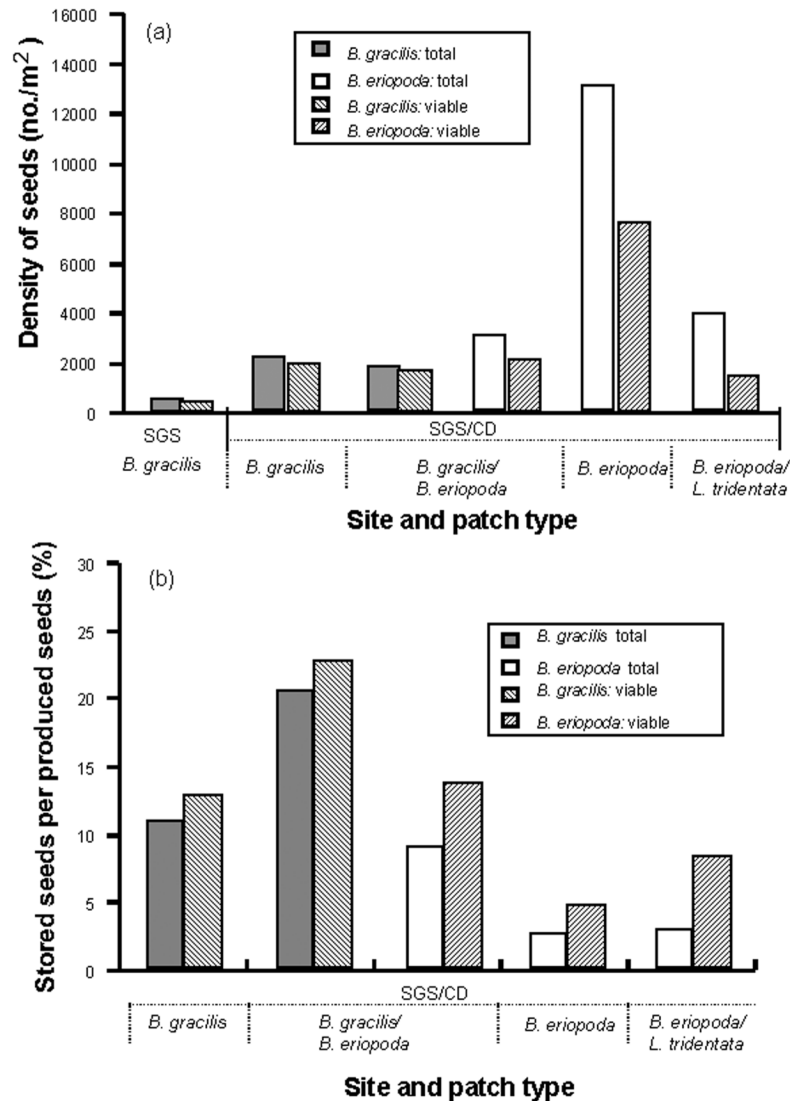 (a)
16000
14000
12000
10000
8000
6000
4000
2000
0
Density of seeds (no./m²)
B. gracilis: total
B. eriopoda: total
B. gracilis: viable
B. eriopoda: viable
SGS
SGS/CD
B. gracilis
B. gracilis
B. gracilis/
B. eriopoda
B. eriopoda
B. eriopoda/
L. tridentata
Site and patch type
(b)
30
25
20
15
10
5
0
Stored seeds per produced seeds (%)
B. gracilis total
B. eriopoda total
B. gracilis: viable
B. eriopoda: viable
SGS/CD
B. gracilis
B. gracilis/
B. eriopoda
B. eriopoda
B. eriopoda/
L. tridentata
Site and patch type